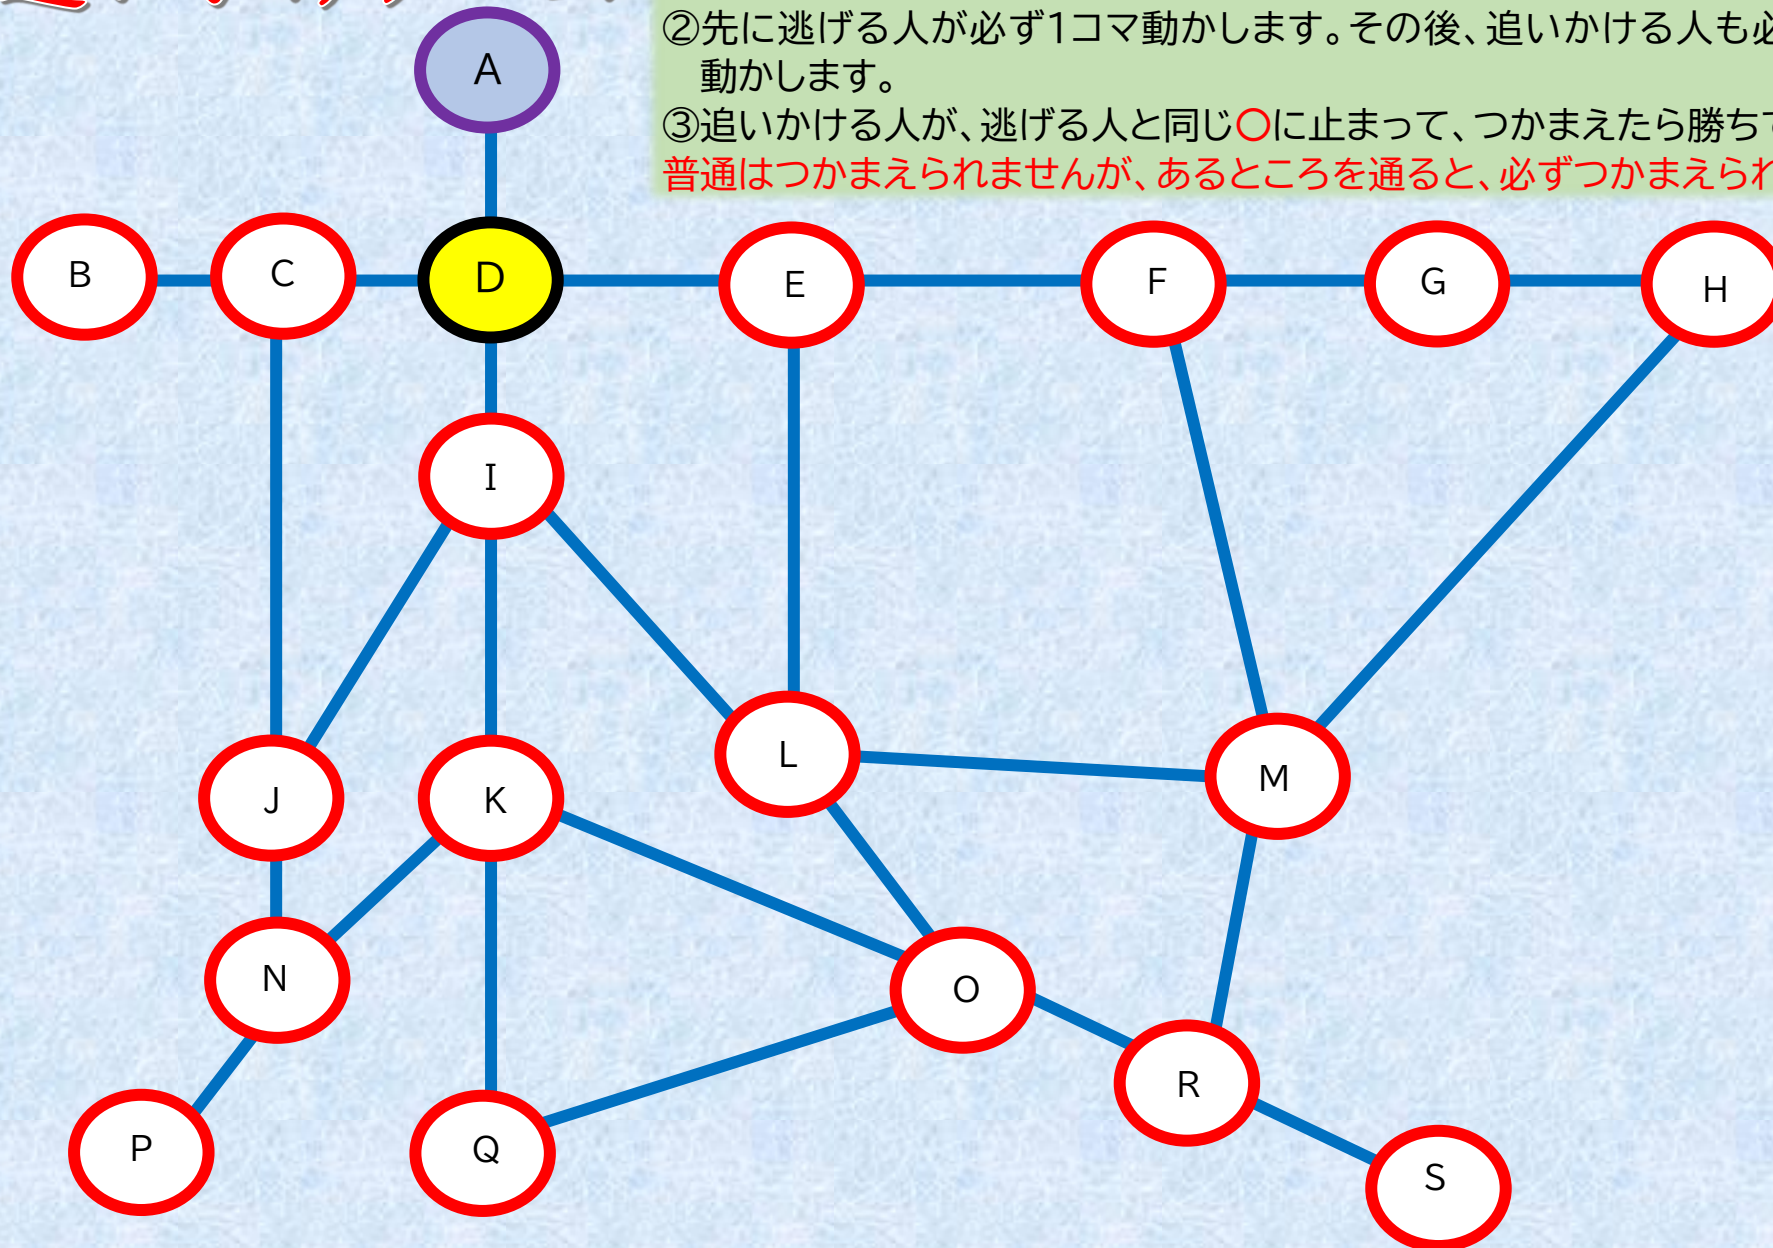 ②先に逃げる人が必ず1コマ動かします。その後、追いかける人も必
動かします。
③追いかける人が、逃げる人と同じ〇に止まって、つかまえたら勝ちで
普通はつかまえられませんが、あるところを通ると、必ずつかまえられ
A
B C D E F G H
I
J K L M
N O
P Q R S